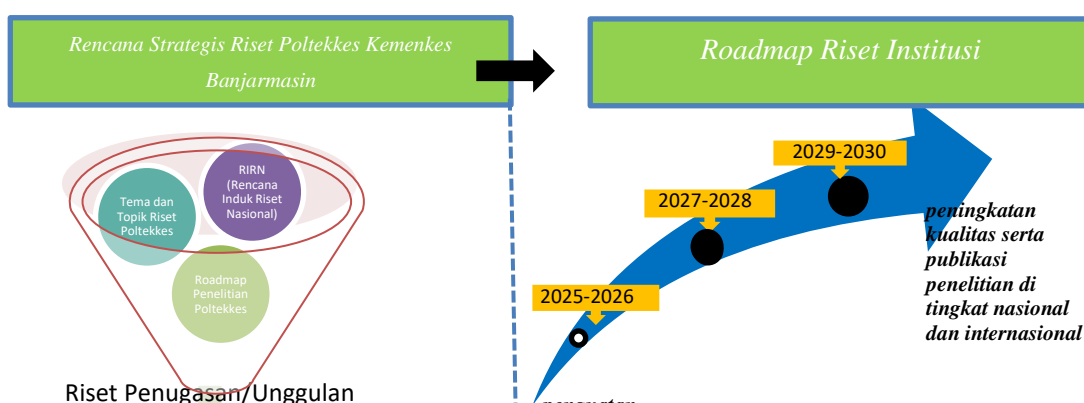 Rencana Strategis Riset Poltekkes Kemenkes
Banjarmasin
Roadmap Riset Institusi
RIRN
(Rencana
Induk Riset
Nasional)
Tema dan
Topik Riset
Poltekkes
Roadmap
Penelitian
Poltekkes
Riset Penugasan/Unggulan
2029-2030
2027-2028
2025-2026
peningkatan
kualitas serta
publikasi
penelitian di
tingkat nasional
dan internasional